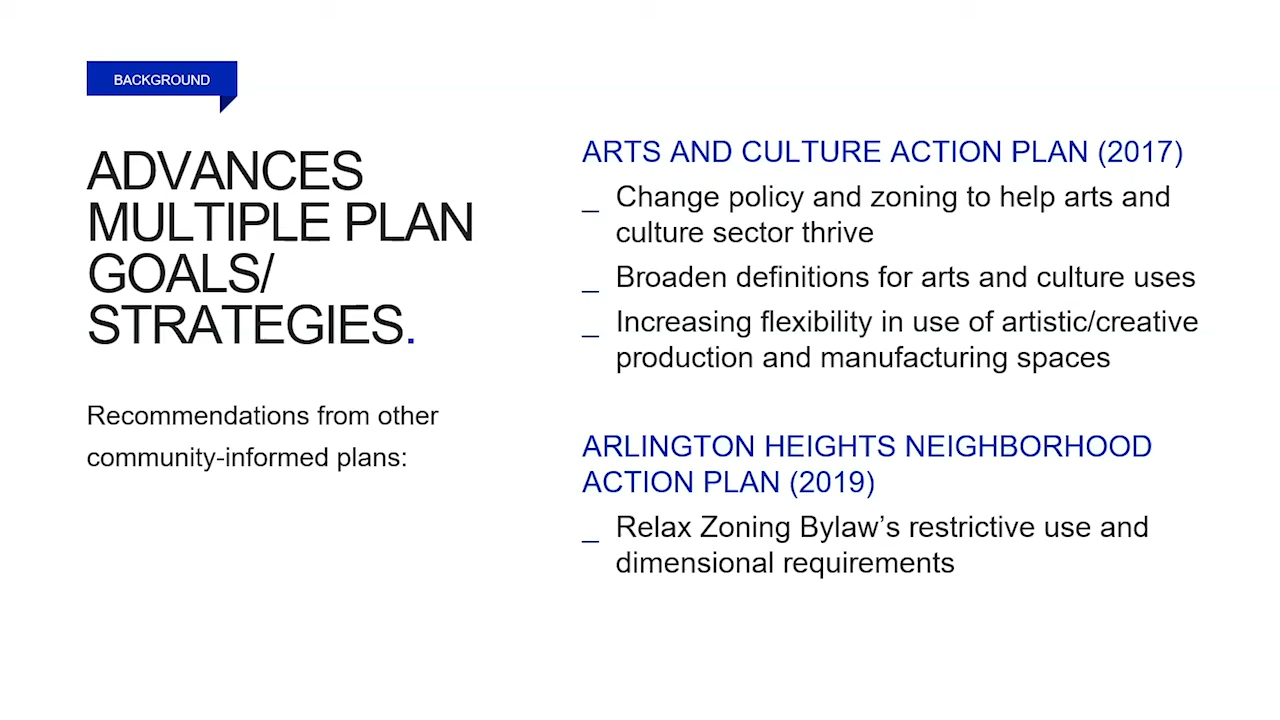 BACKGROUND
ADVANCES
MULTIPLE PLAN
GOALS/
STRATEGIES.
Recommendations from other
community-informed plans:
ARTS AND CULTURE ACTION PLAN (2017)
_ Change policy and zoning to help arts and
culture sector thrive
_ Broaden definitions for arts and culture uses
_ Increasing flexibility in use of artistic/creative
production and manufacturing spaces
ARLINGTON HEIGHTS NEIGHBORHOOD
ACTION PLAN (2019)
_ Relax Zoning Bylaw’s restrictive use and
dimensional requirements